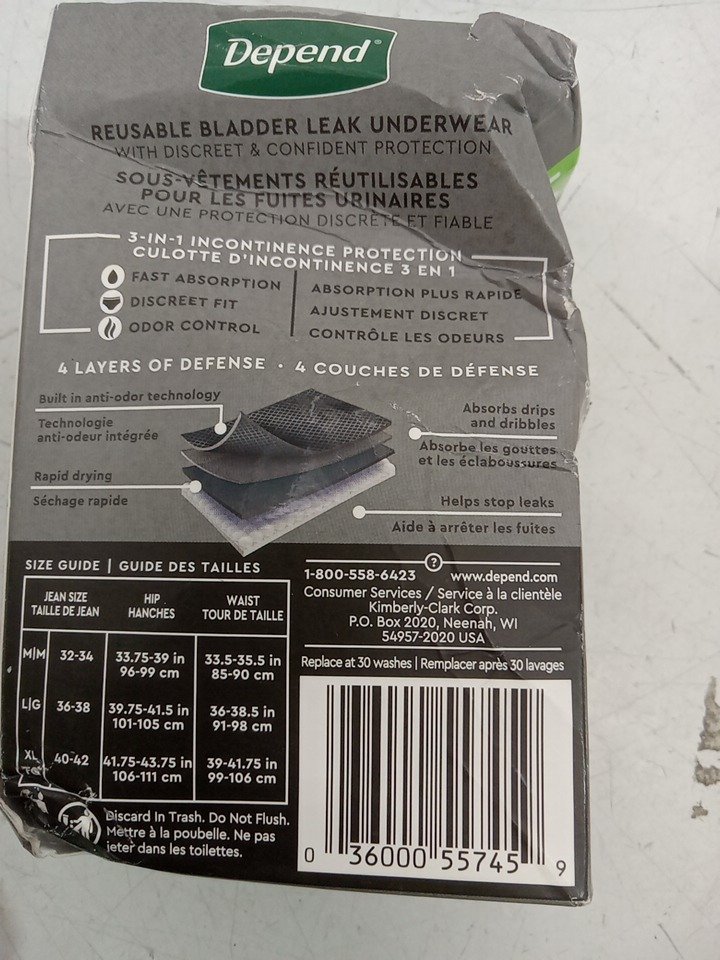 Depend®
REUSABLE BLADDER LEAK UNDERWEAR
WITH DISCREET & CONFIDENT PROTECTION
SOUS-VÊTEMENTS RÉUTILISABLES
POUR LES FUITES URINAIRES
AVEC UNE PROTECTION DISCRÈTE ET FIABLE
3-IN-1 INCONTINENCE PROTECTION
CULOTTE D'INCONTINENCE 3 EN 1
FAST ABSORPTION
DISCREET FIT
ODOR CONTROL
ABSORPTION PLUS RAPIDE
AJUSTEMENT DISCRET
CONTRÔLE LES ODEURS
4 LAYERS OF DEFENSE • 4 COUCHES DE DÉFENSE
Built in anti-odor technology
Technologie
anti-odeur intégrée
Rapid drying
Séchage rapide
Absorbs drips
and dribbles
Absorbe les gouttes
et les éclaboussures
Helps stop leaks
Aide à arrêter les fuites
SIZE GUIDE | GUIDE DES TAILLES
JEAN SIZE HIP WAIST
TAILLE DE JEAN HANCHES TOUR DE TAILLE
M|M 32-34 33.75-39 in 33.5-35.5 in
96-99 cm 85-90 cm
L|G 36-38 39.75-41.5 in 36-38.5 in
101-105 cm 91-98 cm
XL 40-42 41.75-43.75 in 39-41.75 in
106-111 cm 99-106 cm
Discard In Trash. Do Not Flush.
Mettre à la poubelle. Ne pas
jeter dans les toilettes.
?
1-800-558-6423 www.depend.com
Consumer Services / Service à la clientèle
Kimberly-Clark Corp.
P.O. Box 2020, Neenah, WI
54957-2020 USA
Replace at 30 washes | Remplacer après 30 lavages
0 36000 55745 9